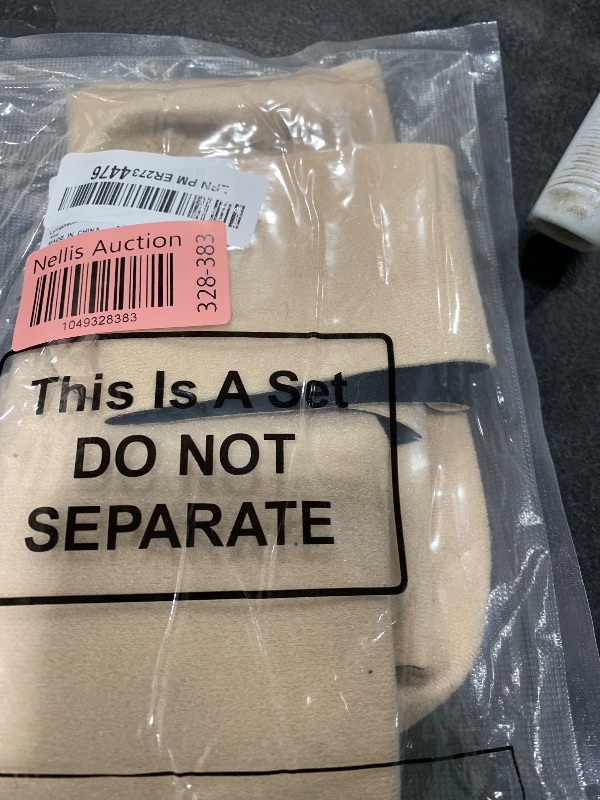 LPN PM ER2734476
MADE IN CHINA
Nellis Auction
328-383
1049328383
This Is A Set
DO NOT
SEPARATE